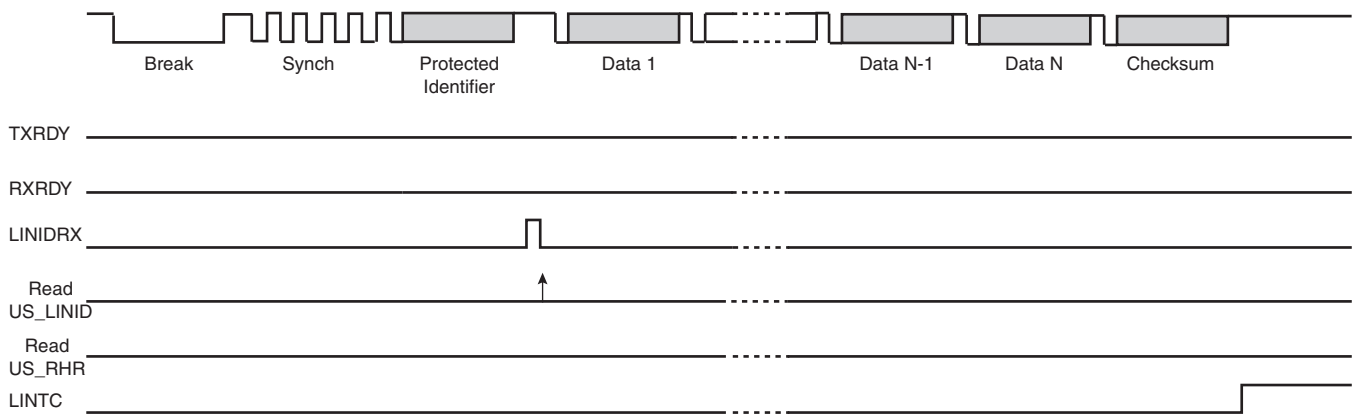 Break Synch Protected Identifier Data 1 Data N-1 Data N Checksum
TXRDY
RXRDY
LINIDRX
Read
US_LINID
Read
US_RHR
LINTC